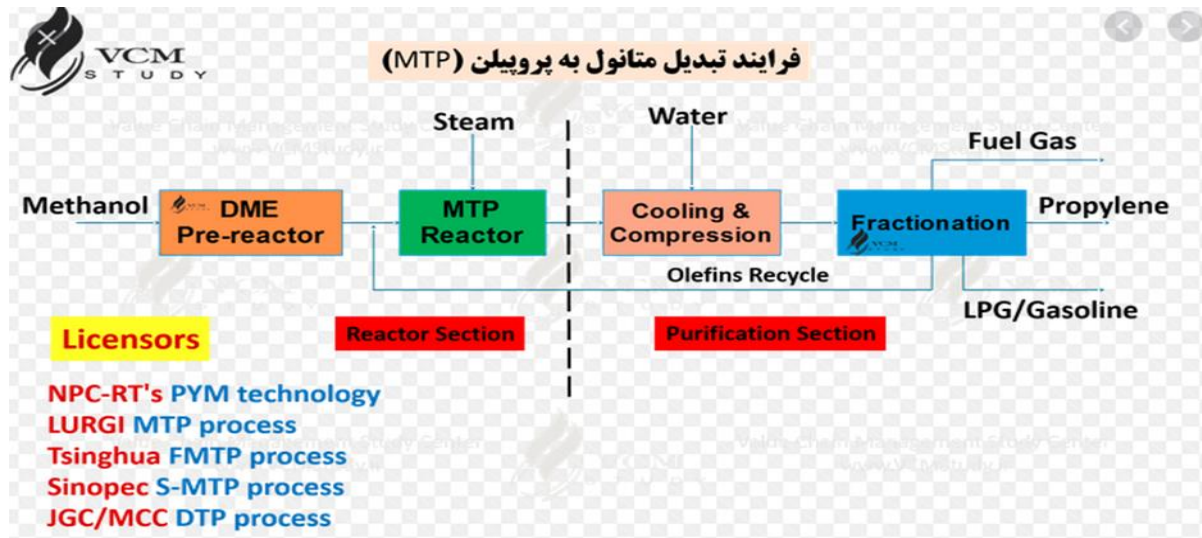 VCM
STUDY
فرایند تبدیل متانول به پروپیلن (MTP)
Steam
Water
Fuel Gas
Methanol
DME
Pre-reactor
MTP
Reactor
Cooling &
Compression
Fractionation
Propylene
Olefins Recycle
LPG/Gasoline
Licensors
Reactor Section
Purification Section
NPC-RT's PYM technology
LURGI MTP process
Tsinghua FMTP process
Sinopec S-MTP process
JGC/MCC DTP process